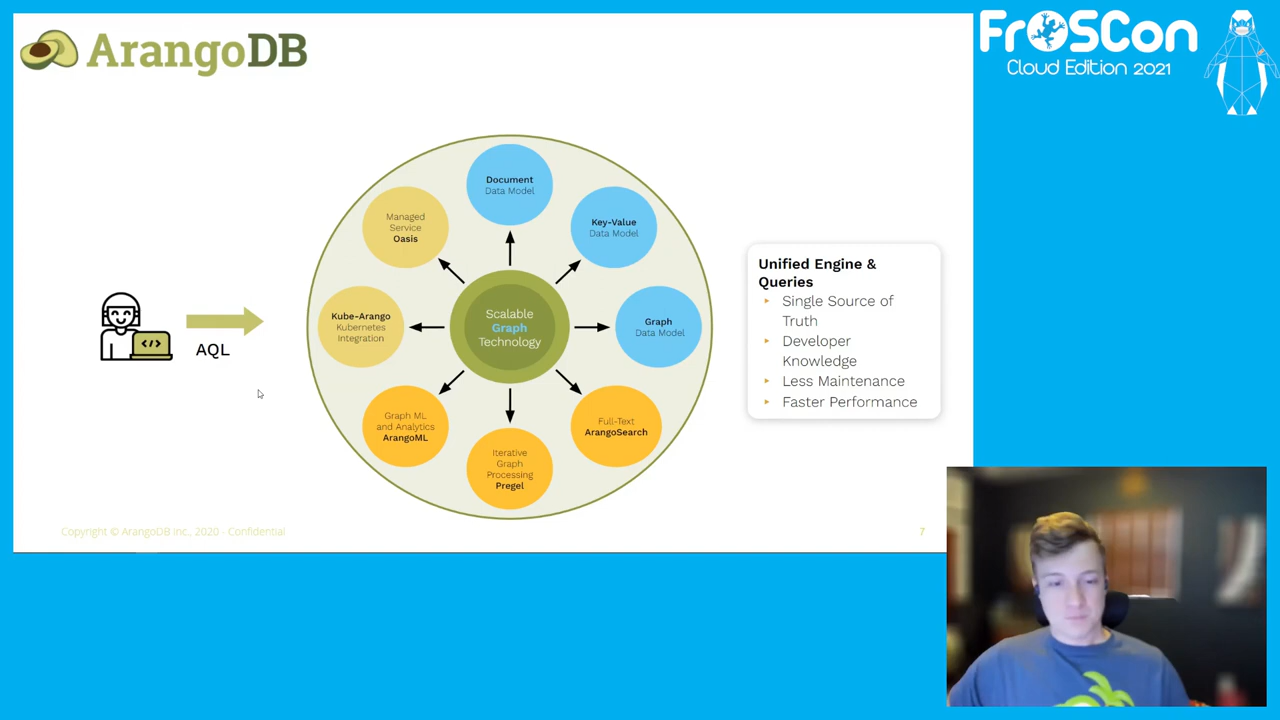 ArangoDB
FrOSCon
Cloud Edition 2021
Document
Data Model
Managed
Service
Oasis
Key-Value
Data Model
Kube-Arango
Kubernetes
Integration
Scalable
Graph
Technology
Graph
Data Model
Graph ML
and Analytics
ArangoML
Iterative
Graph
Processing
Pregel
Full-Text
ArangoSearch
</>
AQL
Unified Engine &
Queries
Single Source of
Truth
Developer
Knowledge
Less Maintenance
Faster Performance
Copyright © ArangoDB Inc., 2020 - Confidential
7